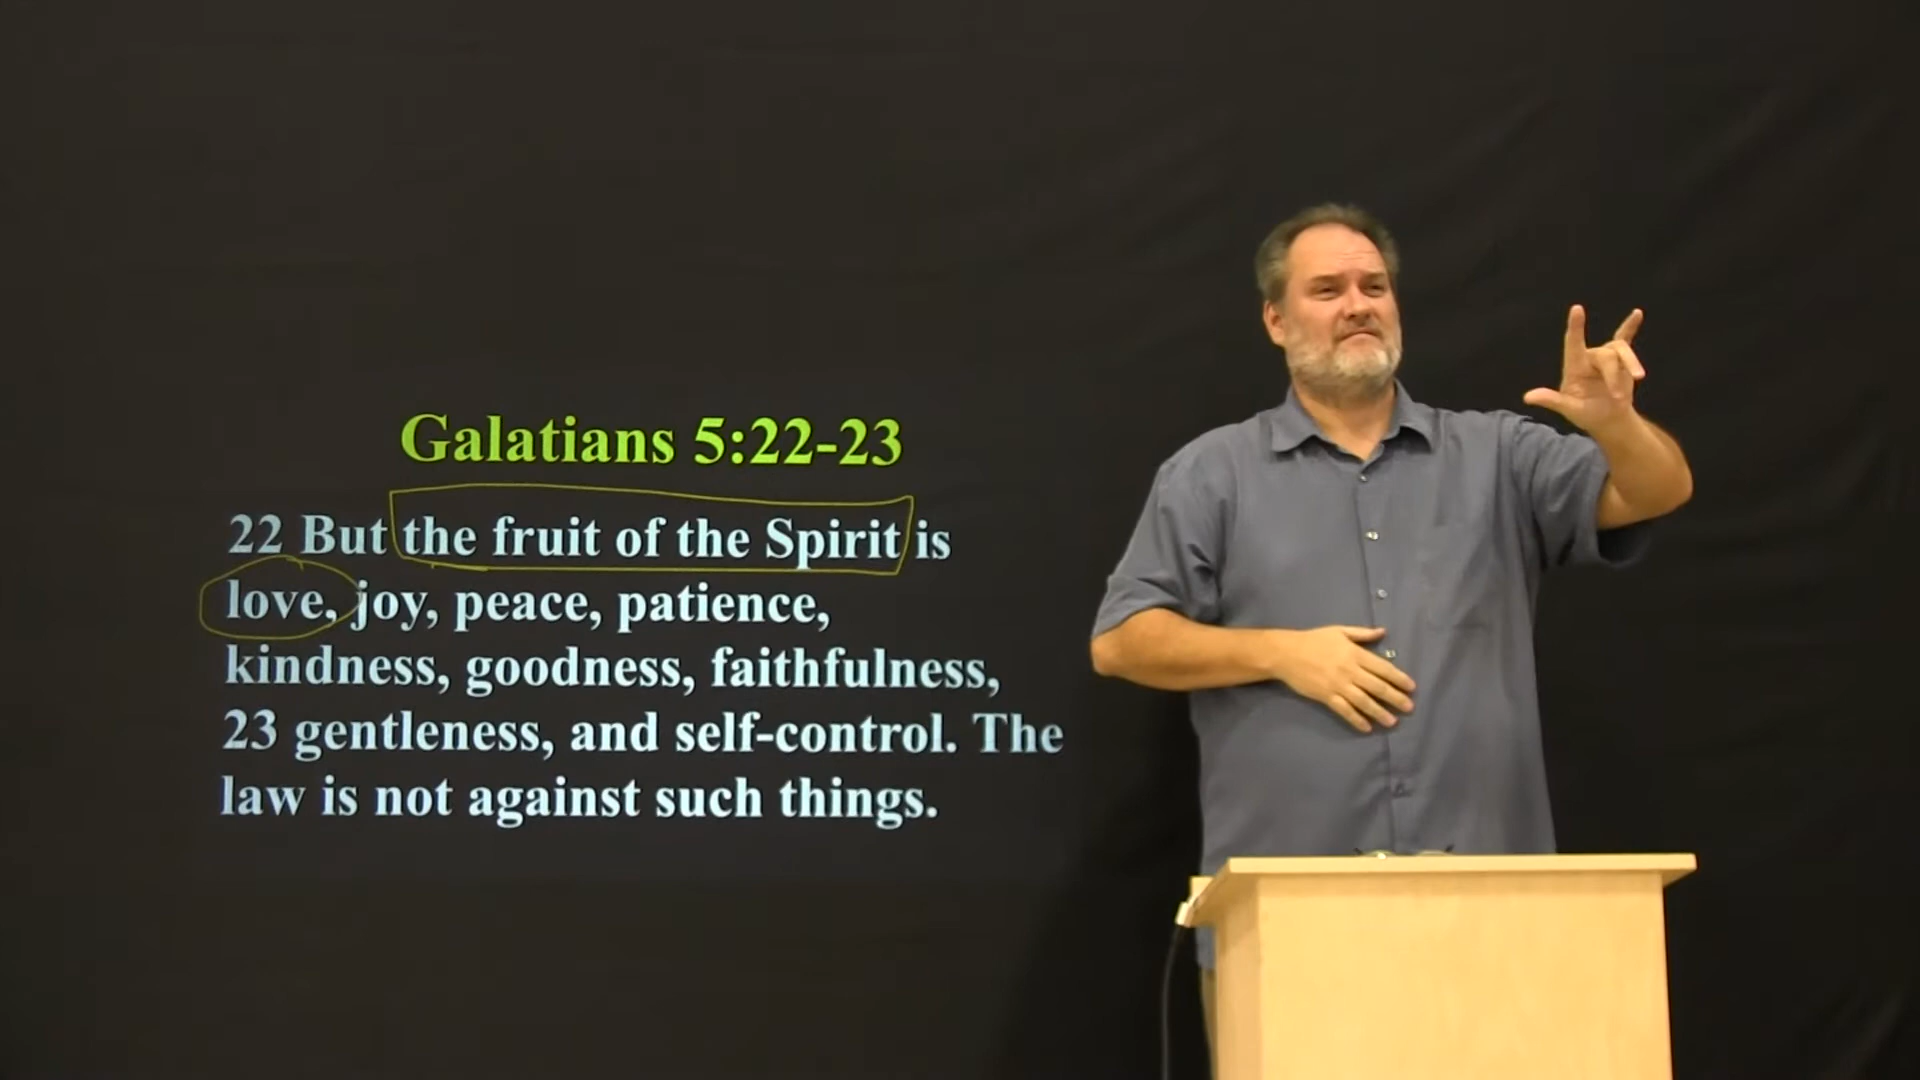 Galatians 5:22-23
22 But the fruit of the Spirit is
love, joy, peace, patience,
kindness, goodness, faithfulness,
23 gentleness, and self-control. The
law is not against such things.